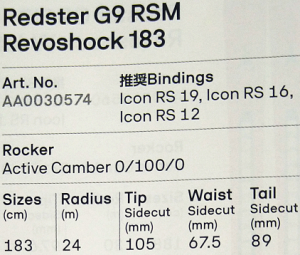 Redster G9 RSM
Revoshock 183
Art. No.
AA0030574
推奨Bindings
Icon RS 19, Icon RS 16,
Icon RS 12
Rocker
Active Camber 0/100/0
Sizes Radius Tip Waist Tail
(cm) (m) Sidecut Sidecut Sidecut
(mm) (mm) (mm)
183 24 105 67.5 89